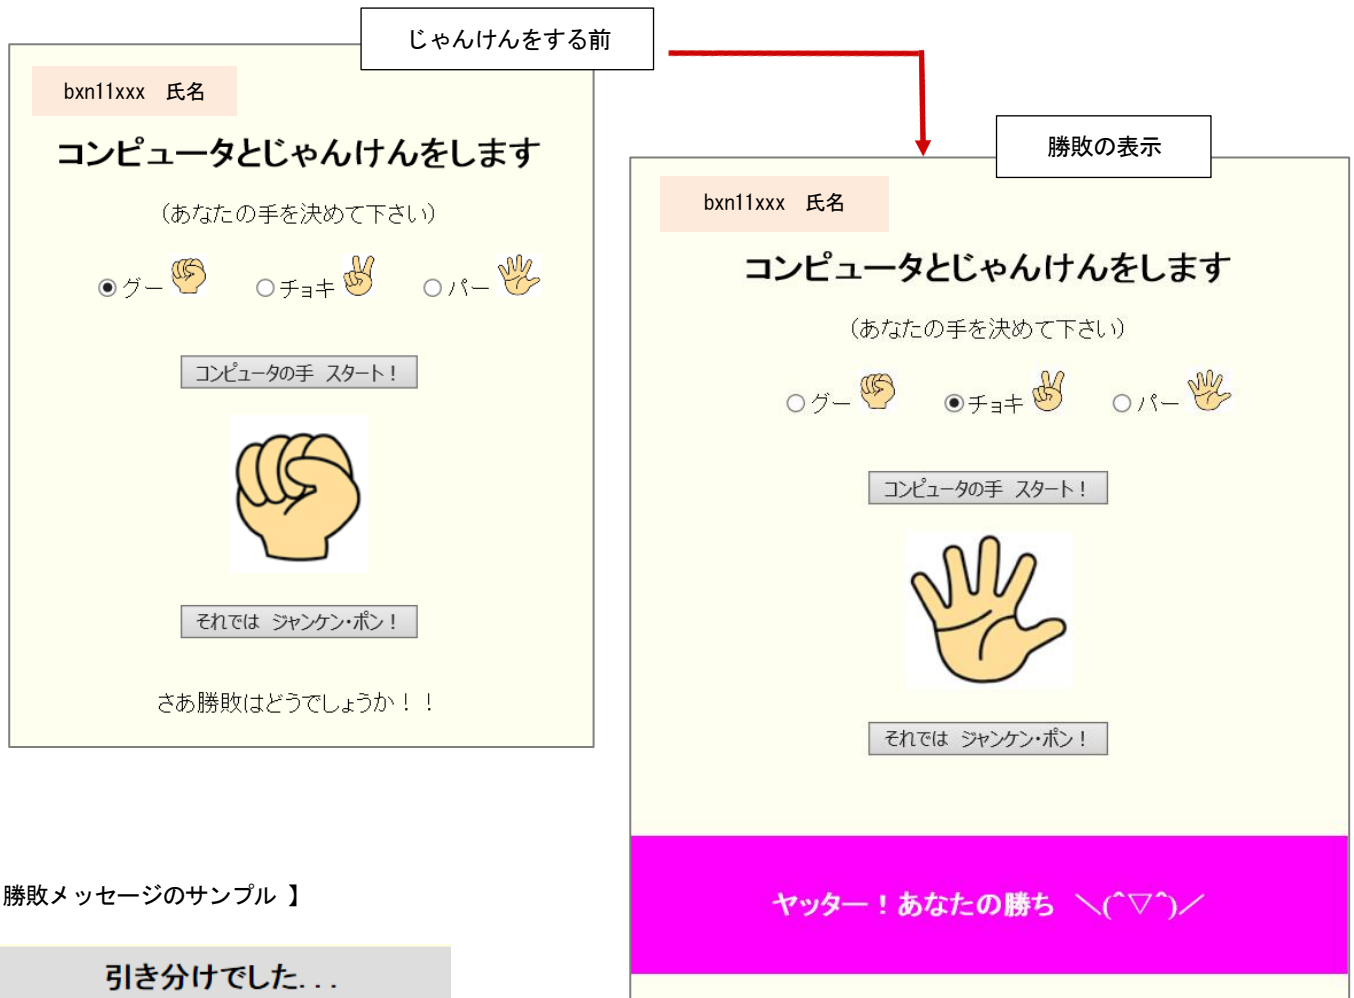 じゃんけんをする前
bxn11xxx 氏名
コンピュータとじゃんけんをします
(あなたの手を決めて下さい)
グー チョキ パー
コンピュータの手 スタート！
それでは ジャンケン・ポン！
さあ勝敗はどうでしょうか！！
勝敗の表示
bxn11xxx 氏名
コンピュータとじゃんけんをします
(あなたの手を決めて下さい)
グー チョキ パー
コンピュータの手 スタート！
それでは ジャンケン・ポン！
ヤッター！あなたの勝ち ＼(^▽^)／
勝敗メッセージのサンプル 】
引き分けでした...